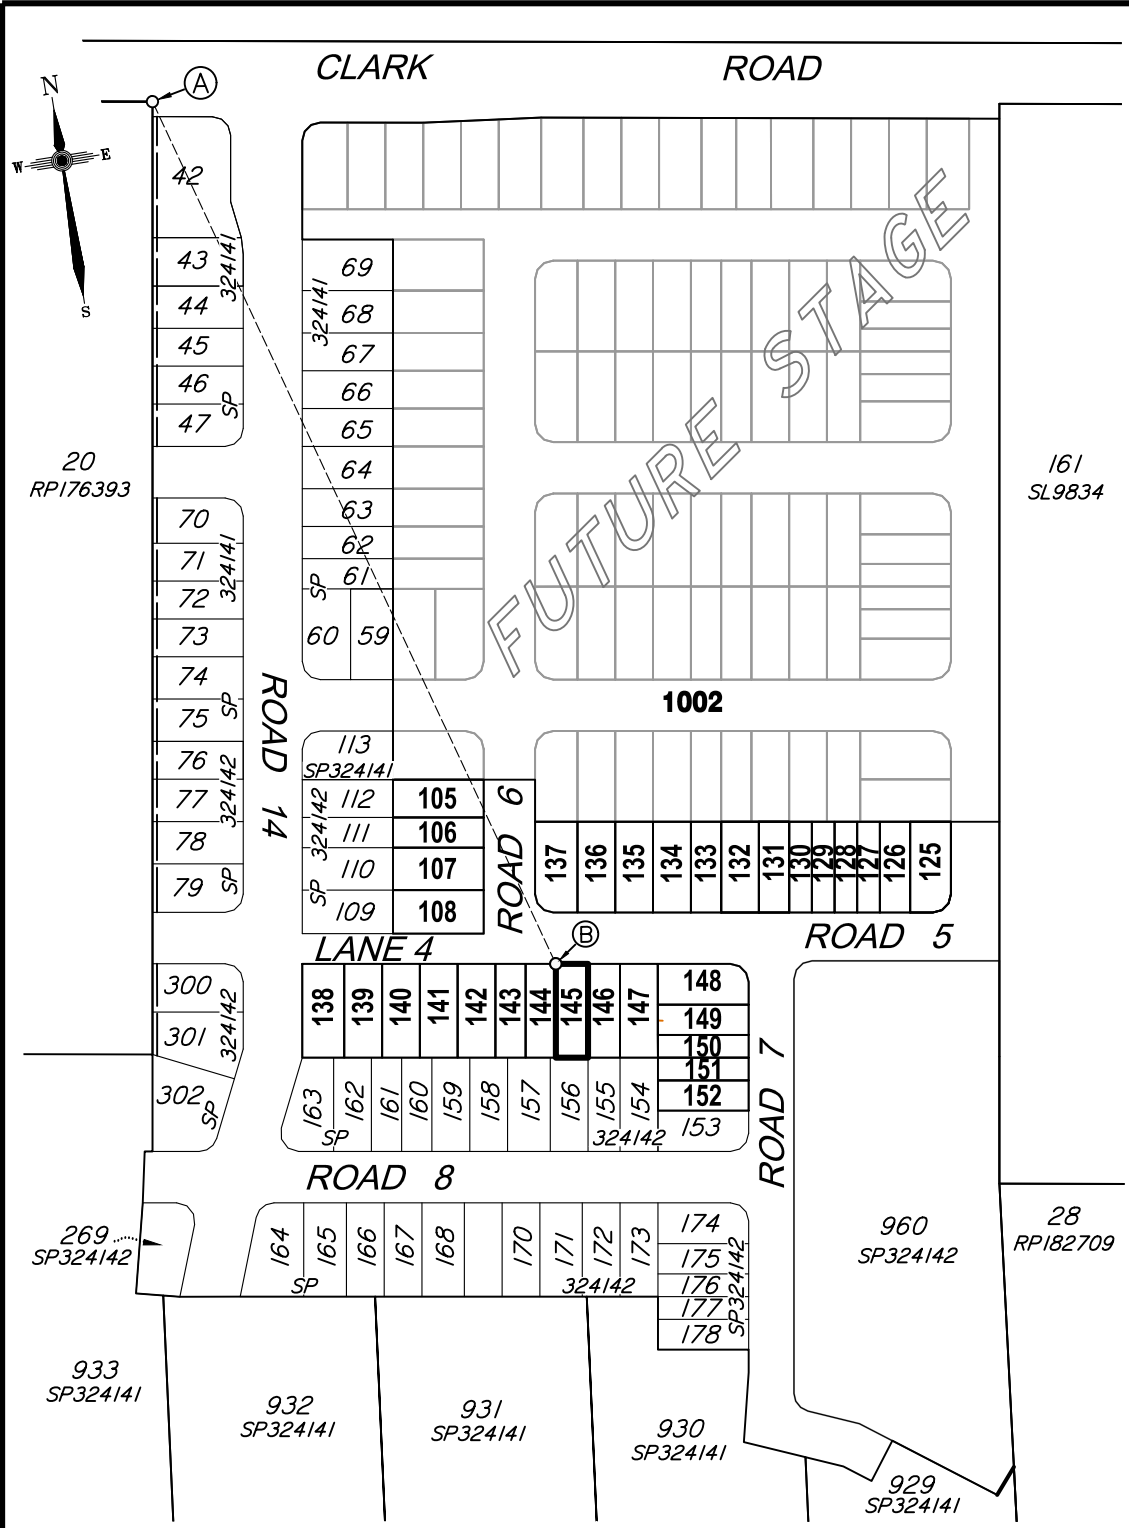 CLARK ROAD
A
N
W E
S
42
43
44
45
46
47
SP 324141
69
68
67
66
65
64
63
62
61
60 59
324141
SP
FUTURE STAGE
20
RP176393
161
SL9834
70
71
72
73
74
75
76
77
78
79
324141
SP
324142
SP
ROAD 14
1002
113
SP324141
112
111
110
109
SP 324142
105
106
107
108
ROAD 6
137 136 135 134 133 132 131 130 129 128 127 126 125
ROAD 5
LANE 4
B
300
301
302
SP 324142
138 139 140 141 142 143 144 145 146 147
148
149
150
151
152
153
163 162 161 160 159 158 157 156 155 154
SP 324142
ROAD 7
ROAD 8
269
SP324142
164 165 166 167 168 170 171 172 173
SP 324142
174
175
176
177
178
SP324142
960
SP324142
28
RP182709
933
SP324141
932
SP324141
931
SP324141
930
SP324141
929
SP324141